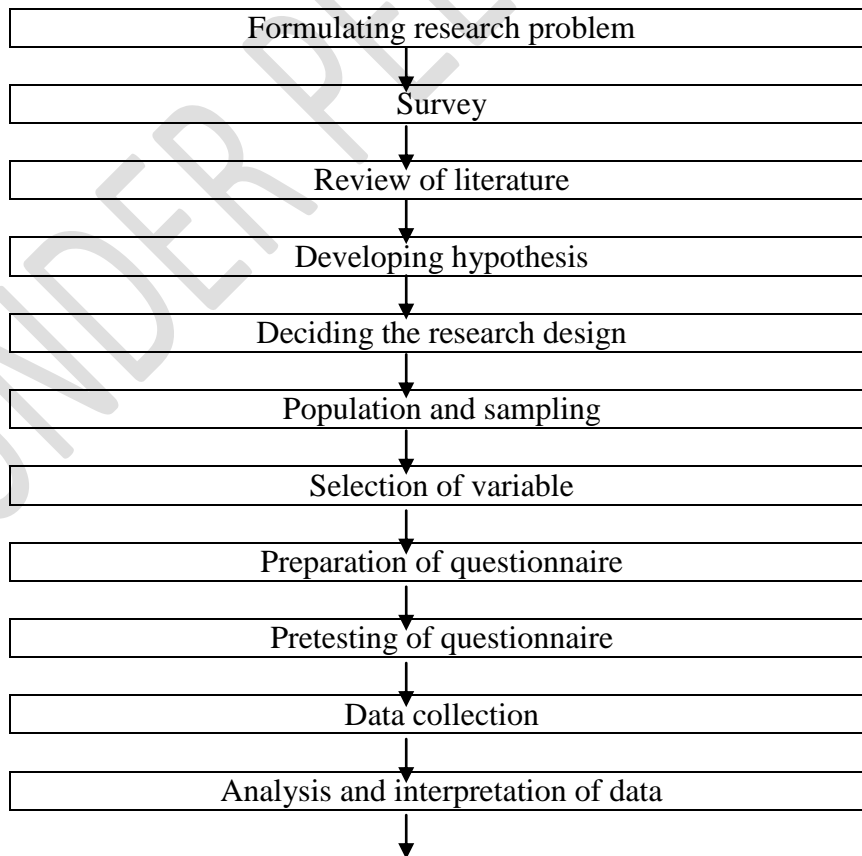 Formulating research problem
Survey
Review of literature
Developing hypothesis
Deciding the research design
Population and sampling
Selection of variable
Preparation of questionnaire
Pretesting of questionnaire
Data collection
Analysis and interpretation of data
UNDER